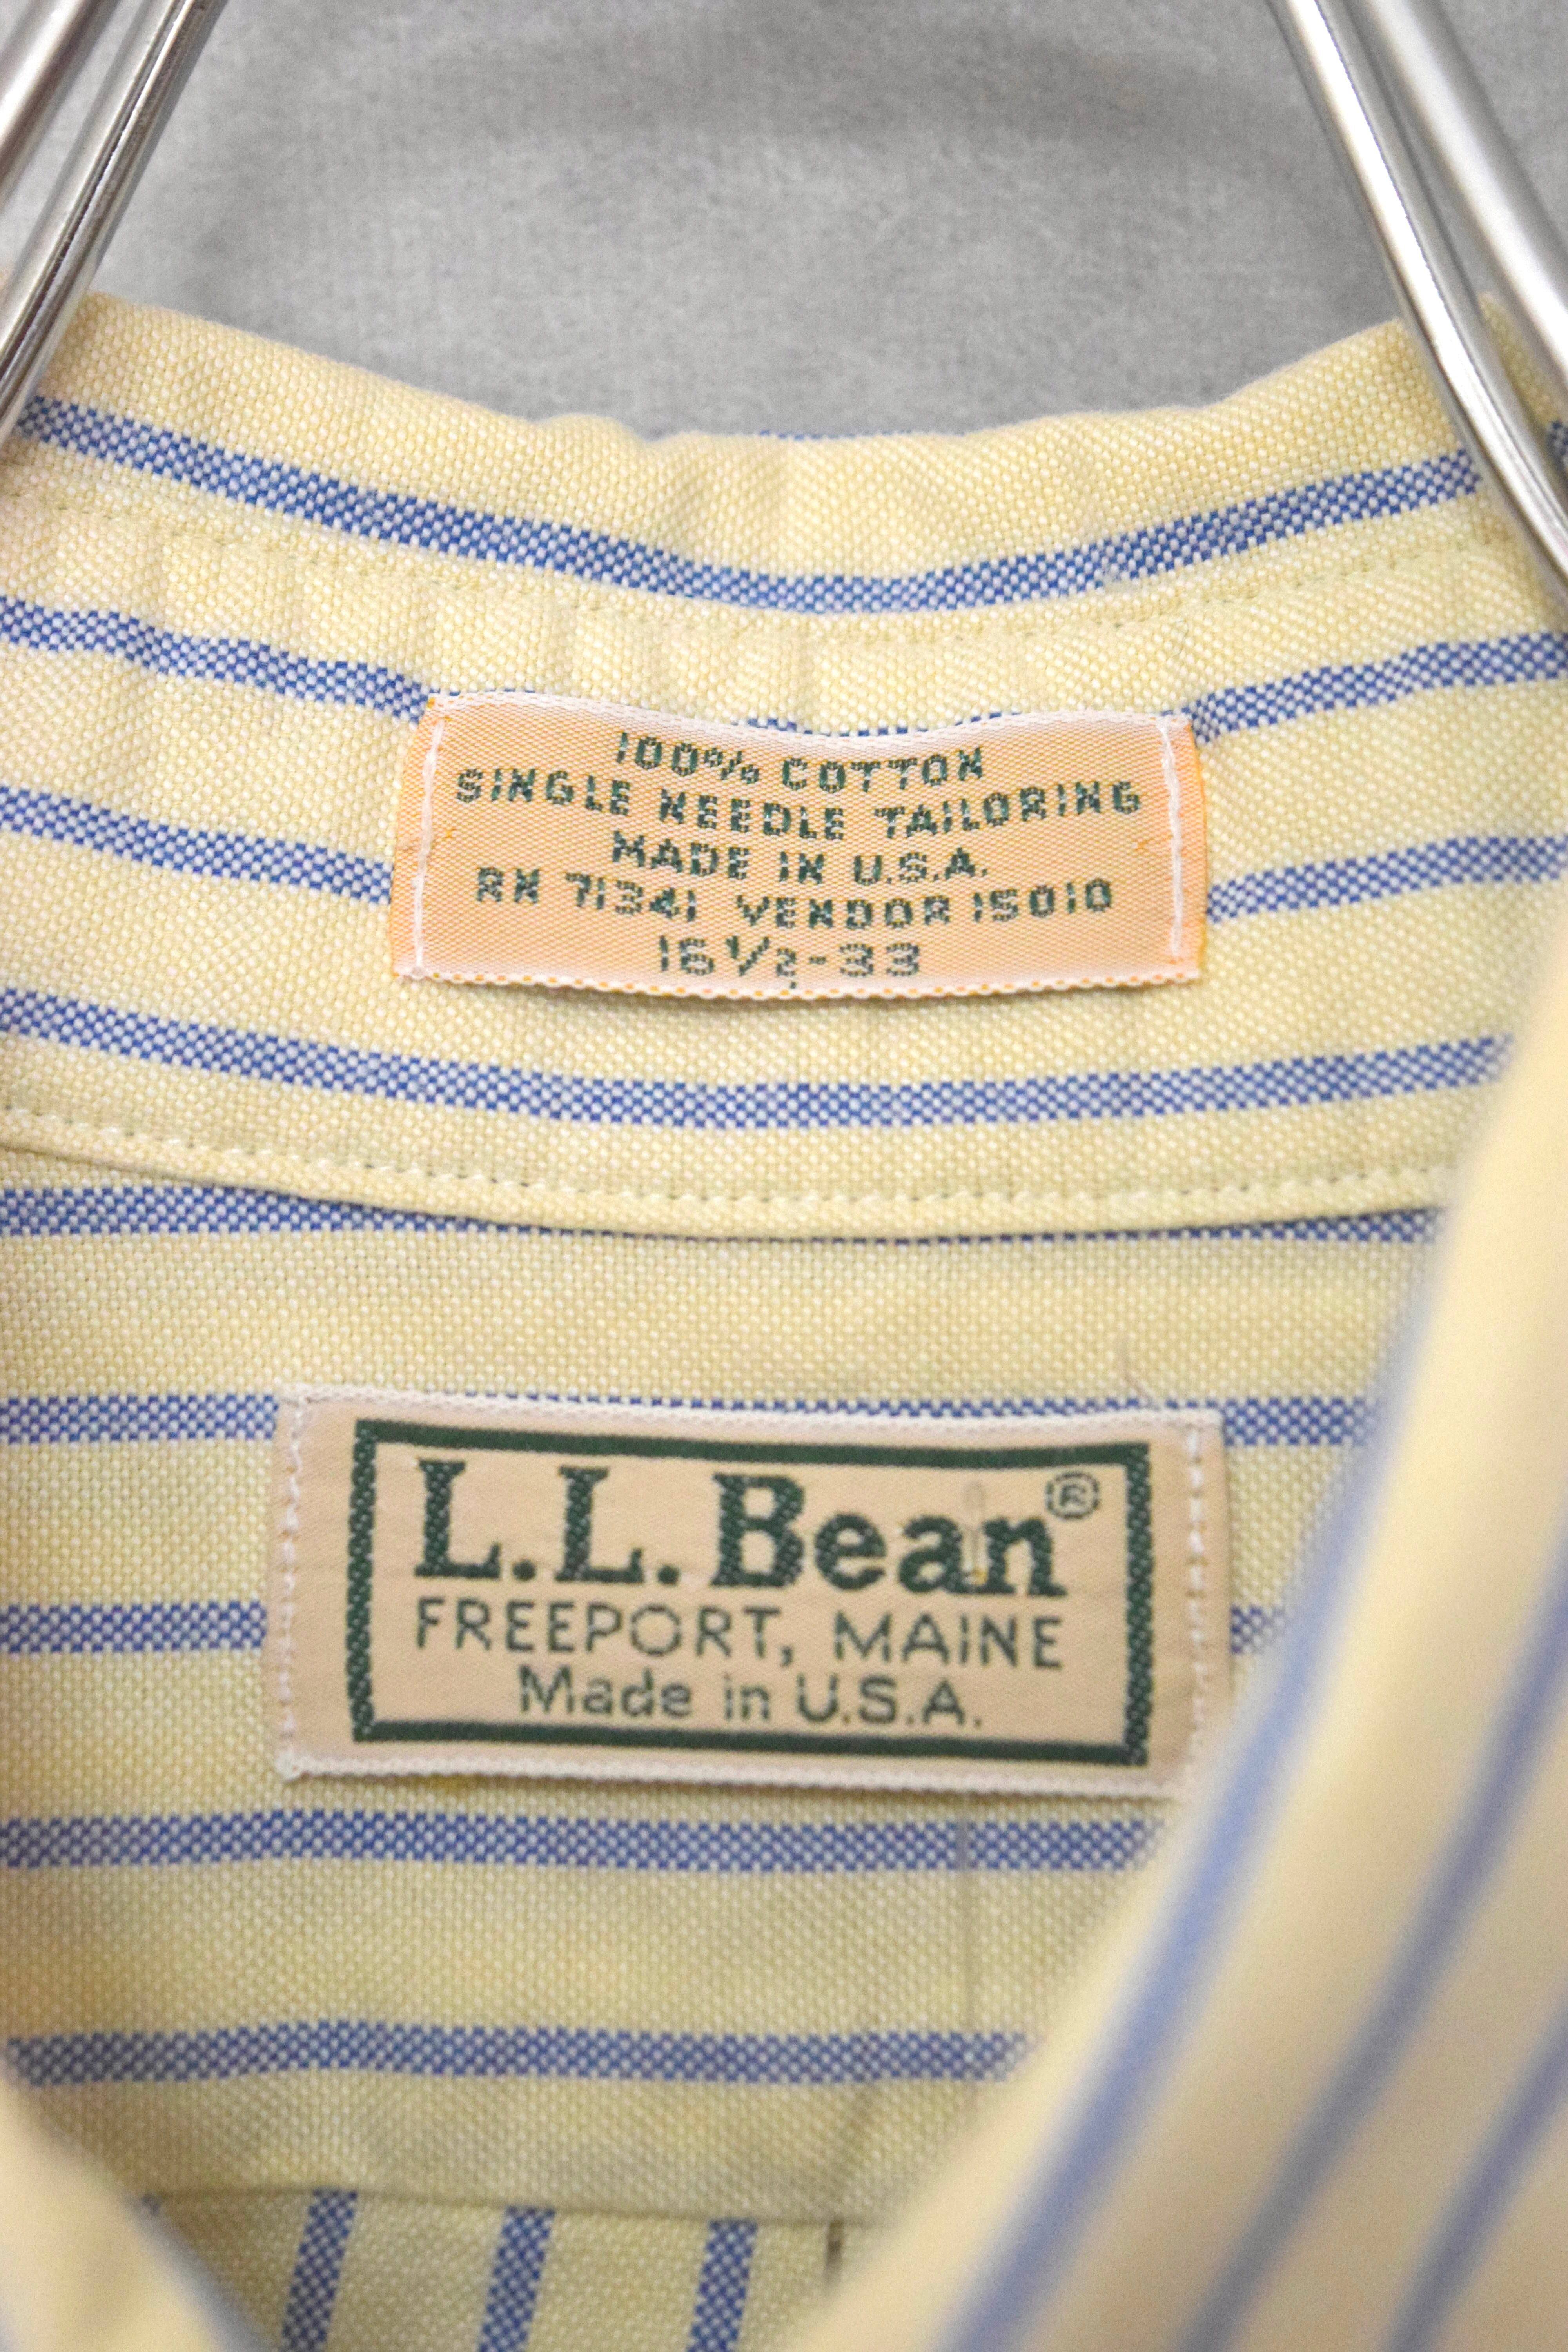 100% COTTON
SINGLE NEEDLE TAILORING
MADE IN U.S.A.
RN 71341 VENDOR 15010
16 1/2-33
L.L.Bean®
FREEPORT, MAINE
Made in U.S.A.